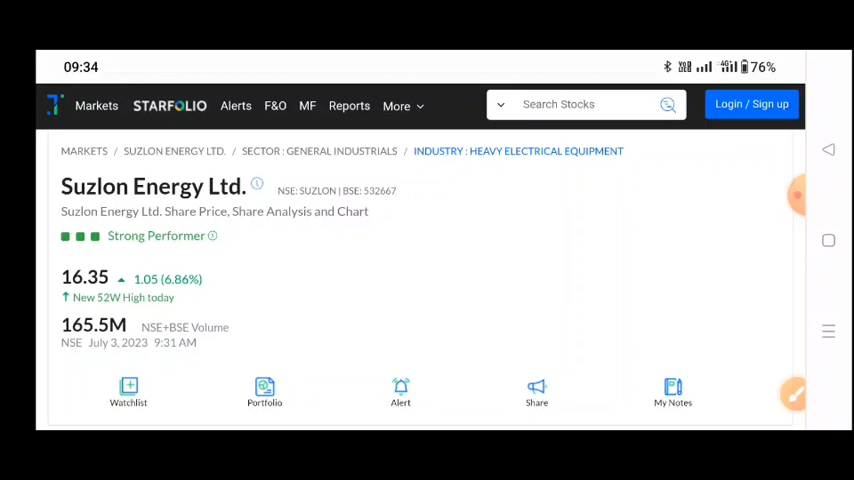 09:34 VoD LTE 4G 76%
Markets STARFOLIO Alerts F&O MF Reports More Search Stocks Login / Sign up
MARKETS / SUZLON ENERGY LTD. / SECTOR : GENERAL INDUSTRIALS / INDUSTRY : HEAVY ELECTRICAL EQUIPMENT
Suzlon Energy Ltd. NSE: SUZLON | BSE: 532667
Suzlon Energy Ltd. Share Price, Share Analysis and Chart
Strong Performer
16.35 1.05 (6.86%)
New 52W High today
165.5M NSE+BSE Volume
NSE July 3, 2023 9:31 AM
Watchlist Portfolio Alert Share My Notes